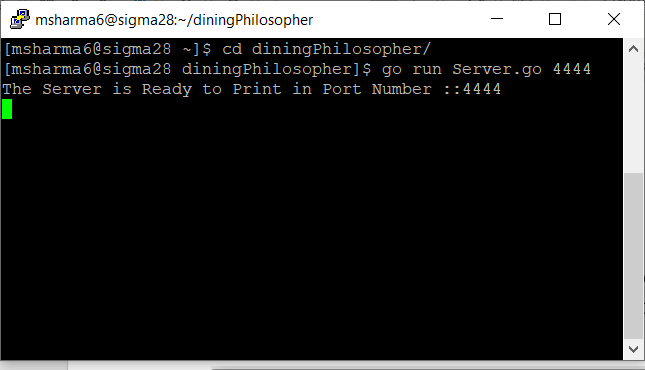 msharma6@sigma28:~/diningPhilosopher
[msharma6@sigma28 ~]$ cd diningPhilosopher/
[msharma6@sigma28 diningPhilosopher]$ go run Server.go 4444
The Server is Ready to Print in Port Number ::4444